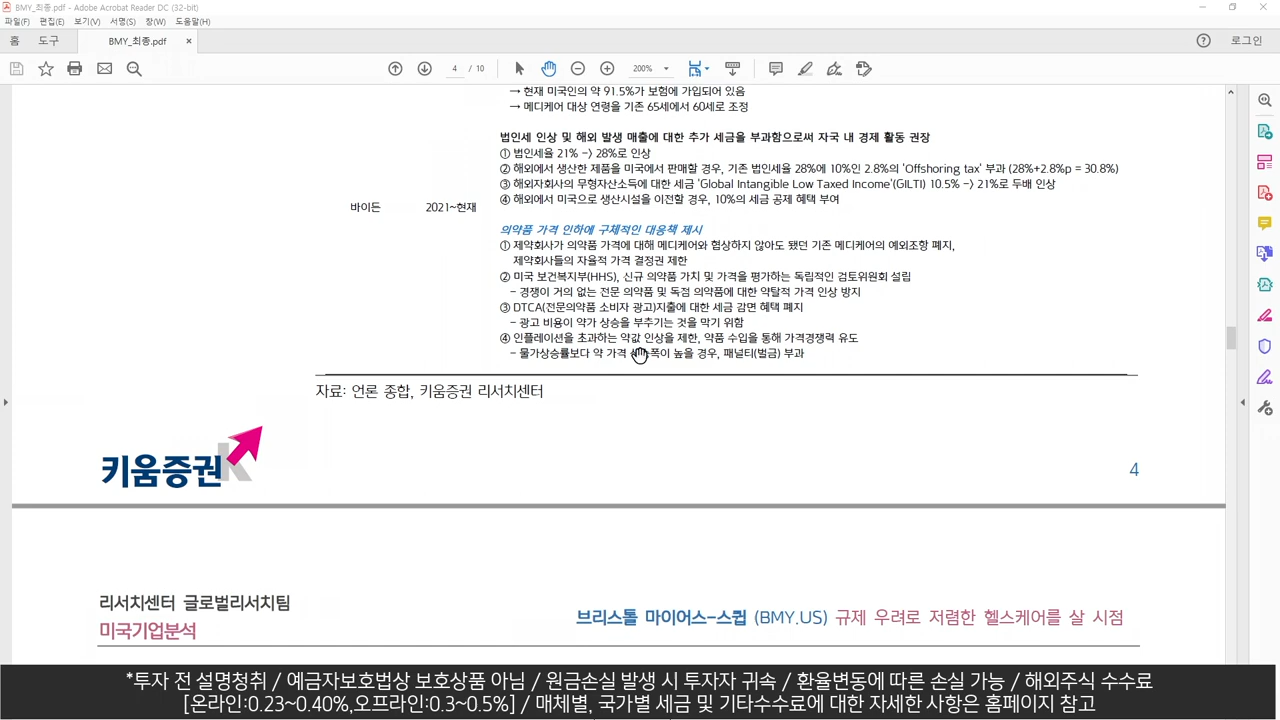 BMY_최종.pdf - Adobe Acrobat Reader DC (32-bit)
파일(F) 편집(E) 보기(V) 서명(S) 창(W) 도움말(H)
홈 도구 BMY_최종.pdf × 로그인
4 / 10 200%
→ 현재 미국인의 약 91.5%가 보험에 가입되어 있음
→ 메디케어 대상 연령을 기존 65세에서 60세로 조정
법인세 인상 및 해외 발생 매출에 대한 추가 세금을 부과함으로써 자국 내 경제 활동 권장
① 법인세율 21% -> 28%로 인상
② 해외에서 생산한 제품을 미국에서 판매할 경우, 기존 법인세율 28%에 10%인 2.8%의 'Offshoring tax' 부과 (28%+2.8%p = 30.8%)
③ 해외자회사의 무형자산소득에 대한 세금 'Global Intangible Low Taxed Income'(GILTI) 10.5% -> 21%로 두배 인상
④ 해외에서 미국으로 생산시설을 이전할 경우, 10%의 세금 공제 혜택 부여
바이든 2021~현재
의약품 가격 인하에 구체적인 대응책 제시
① 제약회사가 의약품 가격에 대해 메디케어와 협상하지 않아도 됐던 기존 메디케어의 예외조항 폐지,
제약회사들의 자율적 가격 결정권 제한
② 미국 보건복지부(HHS), 신규 의약품 가치 및 가격을 평가하는 독립적인 검토위원회 설립
- 경쟁이 거의 없는 전문 의약품 및 독점 의약품에 대한 약탈적 가격 인상 방지
③ DTCA(전문의약품 소비자 광고)지출에 대한 세금 감면 혜택 폐지
- 광고 비용이 약가 상승을 부추기는 것을 막기 위함
④ 인플레이션을 초과하는 약값 인상을 제한, 약품 수입을 통해 가격경쟁력 유도
- 물가상승률보다 약 가격 높을 경우, 패널티(벌금) 부과
자료: 언론 종합, 키움증권 리서치센터
키움증권
4
리서치센터 글로벌리서치팀
미국기업분석
브리스톨 마이어스-스큅 (BMY.US) 규제 우려로 저렴한 헬스케어를 살 시점
*투자 전 설명청취 / 예금자보호법상 보호상품 아님 / 원금손실 발생 시 투자자 귀속 / 환율변동에 따른 손실 가능 / 해외주식 수수료
[온라인:0.23~0.40%,오프라인:0.3~0.5%] / 매체별, 국가별 세금 및 기타수수료에 대한 자세한 사항은 홈페이지 참고